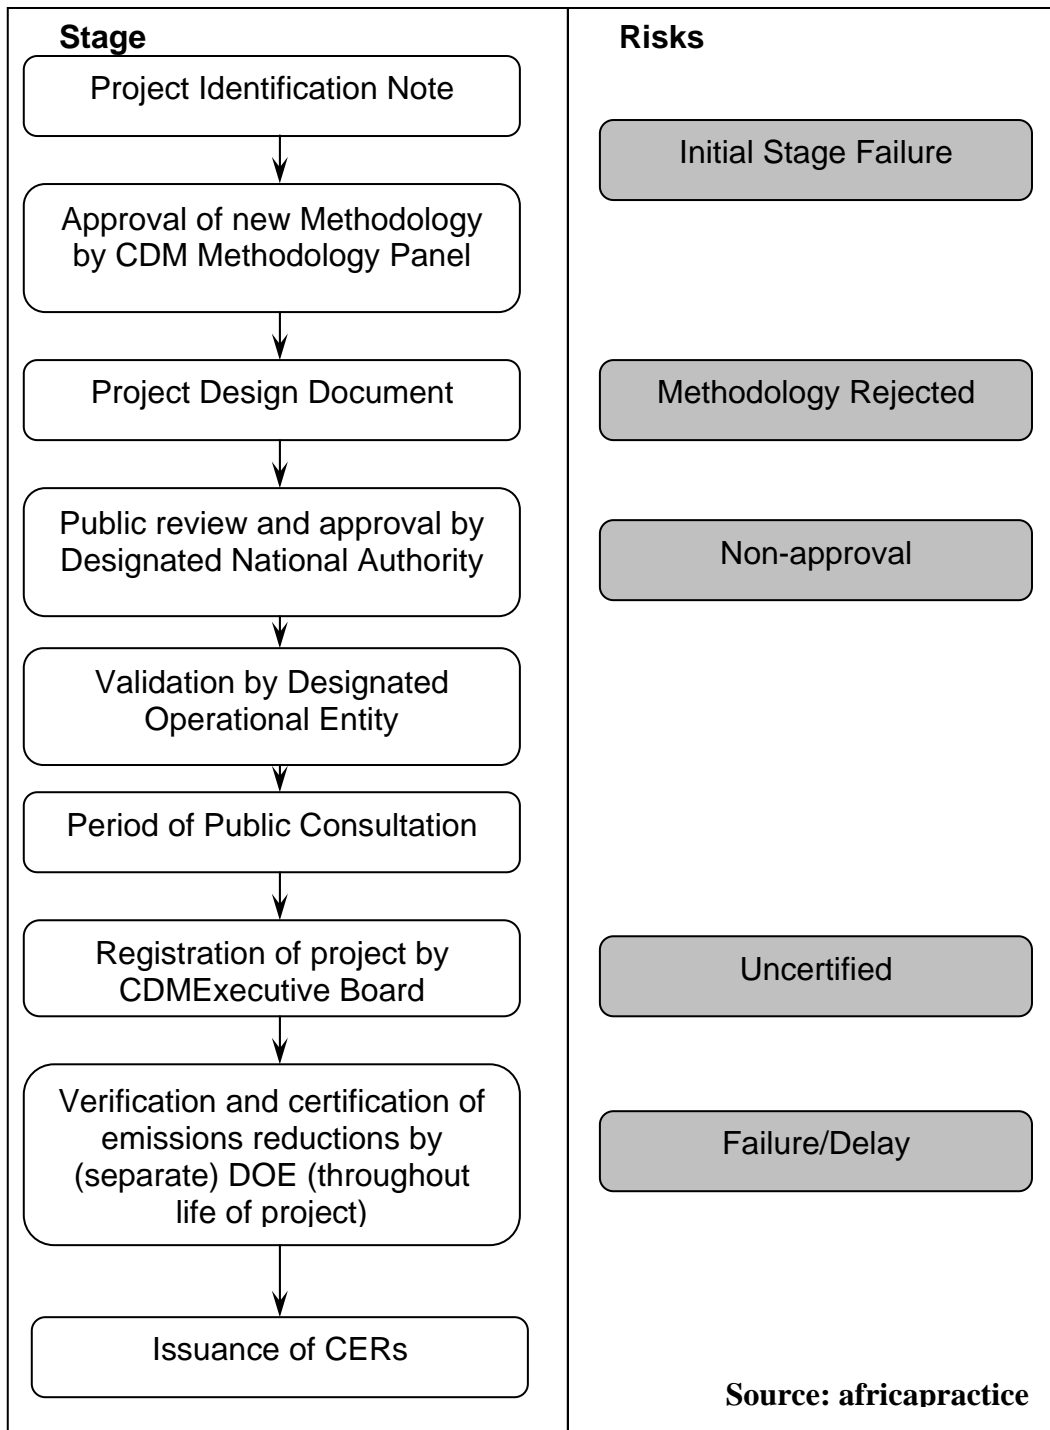 Stage
Project Identification Note
Approval of new Methodology
by CDM Methodology Panel
Project Design Document
Public review and approval by
Designated National Authority
Validation by Designated
Operational Entity
Period of Public Consultation
Registration of project by
CDMExecutive Board
Verification and certification of
emissions reductions by
(separate) DOE (throughout
life of project)
Issuance of CERs
Risks
Initial Stage Failure
Methodology Rejected
Non-approval
Uncertified
Failure/Delay
Source: africapractice